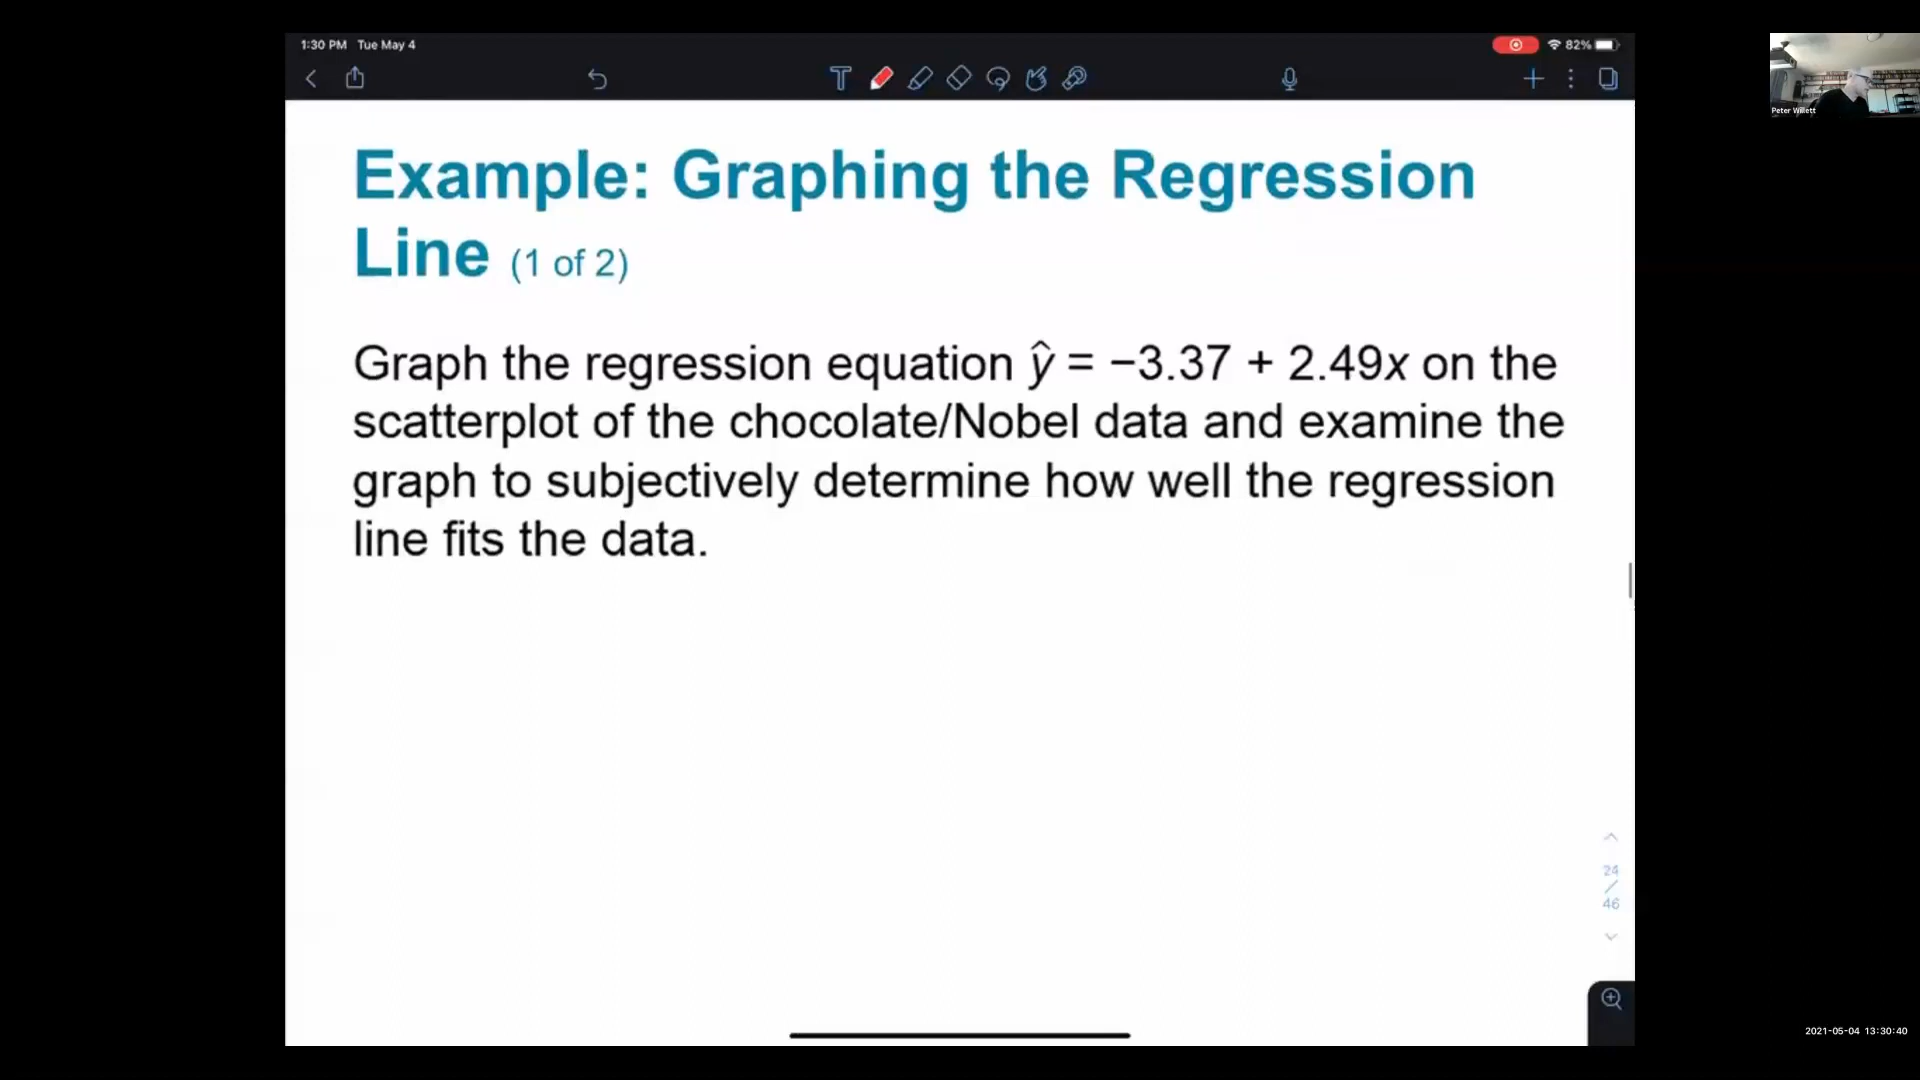 1:30 PM Tue May 4
82%
Peter Willett
Example: Graphing the Regression
Line (1 of 2)
Graph the regression equation ŷ = −3.37 + 2.49x on the
scatterplot of the chocolate/Nobel data and examine the
graph to subjectively determine how well the regression
line fits the data.
24
/
46
2021-05-04 13:30:40